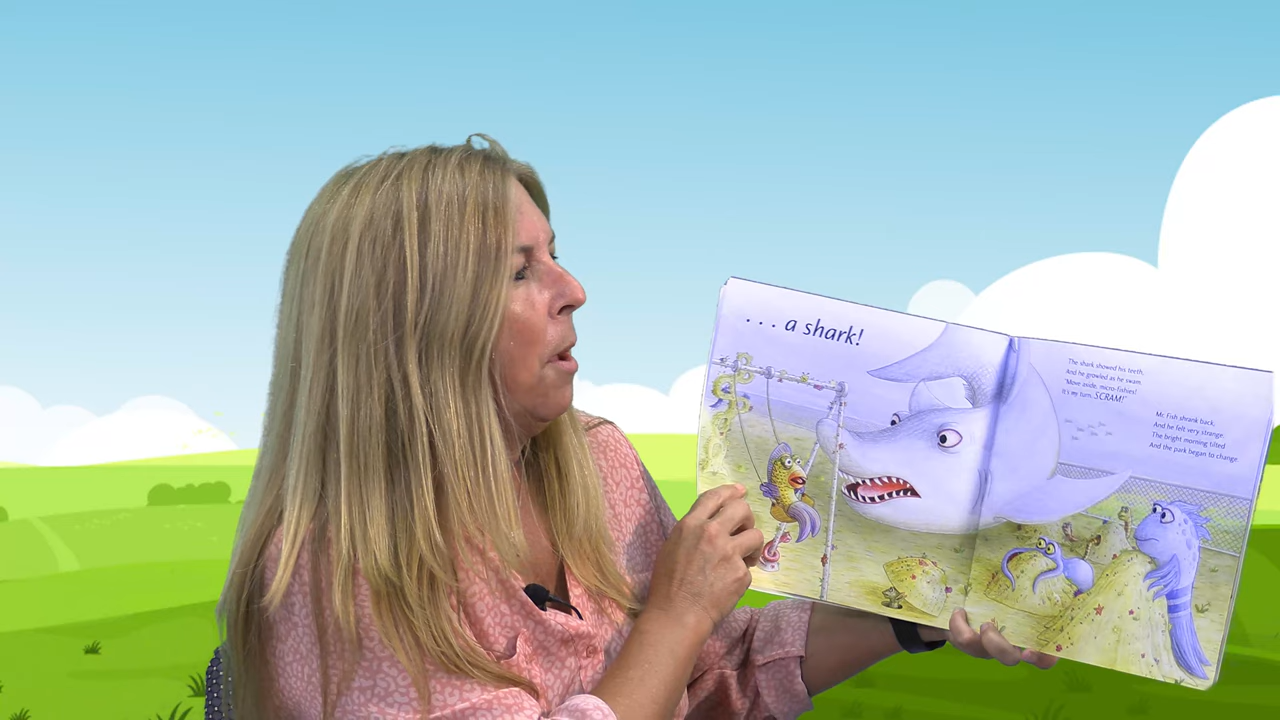 . . . a shark!
The shark showed his teeth,
And he growled as he swam.
"Move aside, micro-fishies!
It's my turn. SCRAM!"
Mr. Fish shrank back,
And he felt very strange.
The bright morning tilted
And the park began to change.